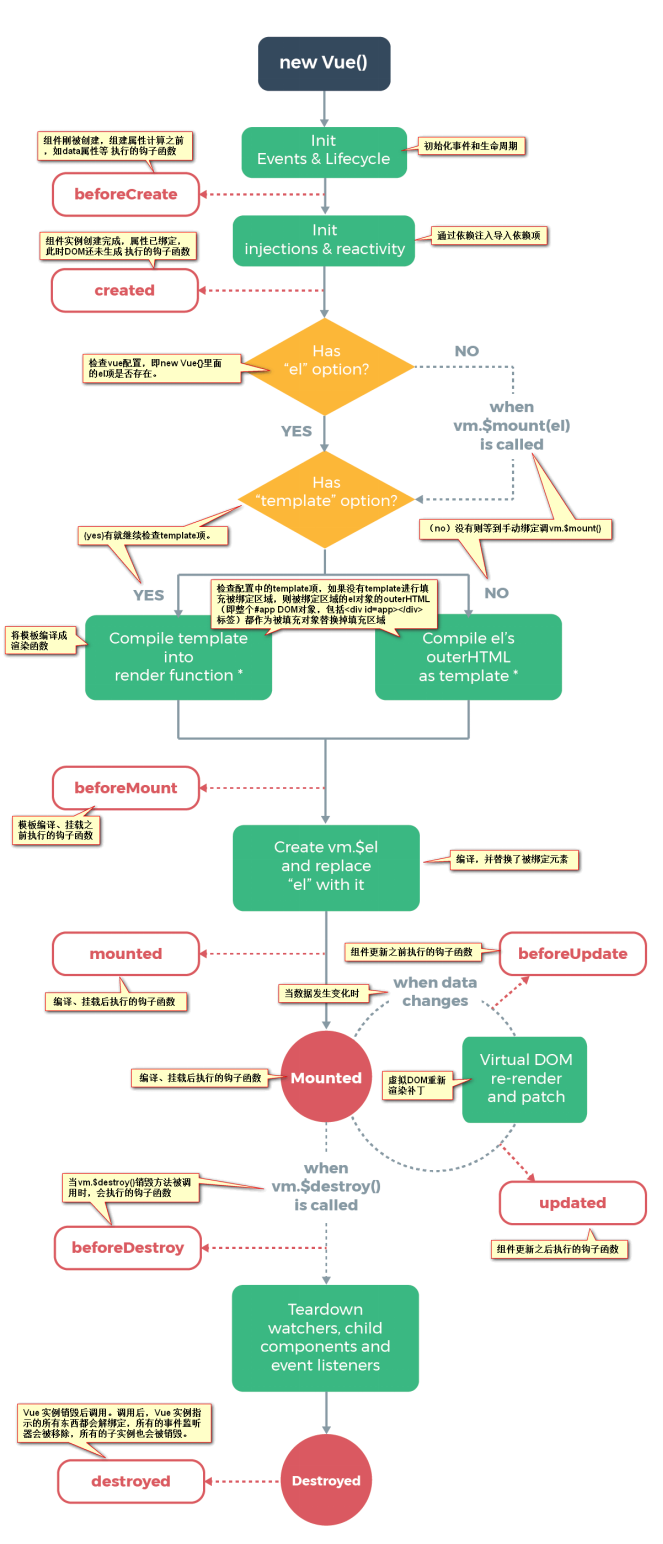 new Vue()
Init
Events & Lifecycle
初始化事件和生命周期
组件刚被创建，组建属性计算之前
，如data属性等 执行的钩子函数
beforeCreate
Init
injections & reactivity
通过依赖注入导入依赖项
组件实例创建完成，属性已绑定，
此时DOM还未生成 执行的钩子函数
created
Has
“el” option?
检查vue配置，即new Vue{}里面
的el项是否存在。
NO
when
vm.$mount(el)
is called
YES
Has
“template” option?
(yes)有就继续检查template项。
（no）没有则等到手动绑定调vm.$mount()
YES
NO
检查配置中的template项，如果没有template进行填
充被绑定区域，则被绑定区域的el对象的outerHTML
（即整个#app DOM对象，包括<div id=app></div>
标签）都作为被填充对象替换掉填充区域
将模板编译成
渲染函数
Compile template
into
render function *
Compile el’s
outerHTML
as template *
beforeMount
模板编译、挂载之
前执行的钩子函数
Create vm.$el
and replace
“el” with it
编译，并替换了被绑定元素
mounted
编译、挂载后执行的钩子函数
组件更新之前执行的钩子函数
beforeUpdate
当数据发生变化时
when data
changes
编译、挂载后执行的钩子函数
Mounted
虚拟DOM重新
渲染补丁
Virtual DOM
re-render
and patch
当vm.$destroy()销毁方法被调
用时，会执行的钩子函数
when
vm.$destroy()
is called
updated
组件更新之后执行的钩子函数
beforeDestroy
Teardown
watchers, child
components and
event listeners
Vue 实例销毁后调用。调用后，Vue 实例指
示的所有东西都会解绑定，所有的事件监听
器会被移除，所有的子实例也会被销毁。
destroyed
Destroyed